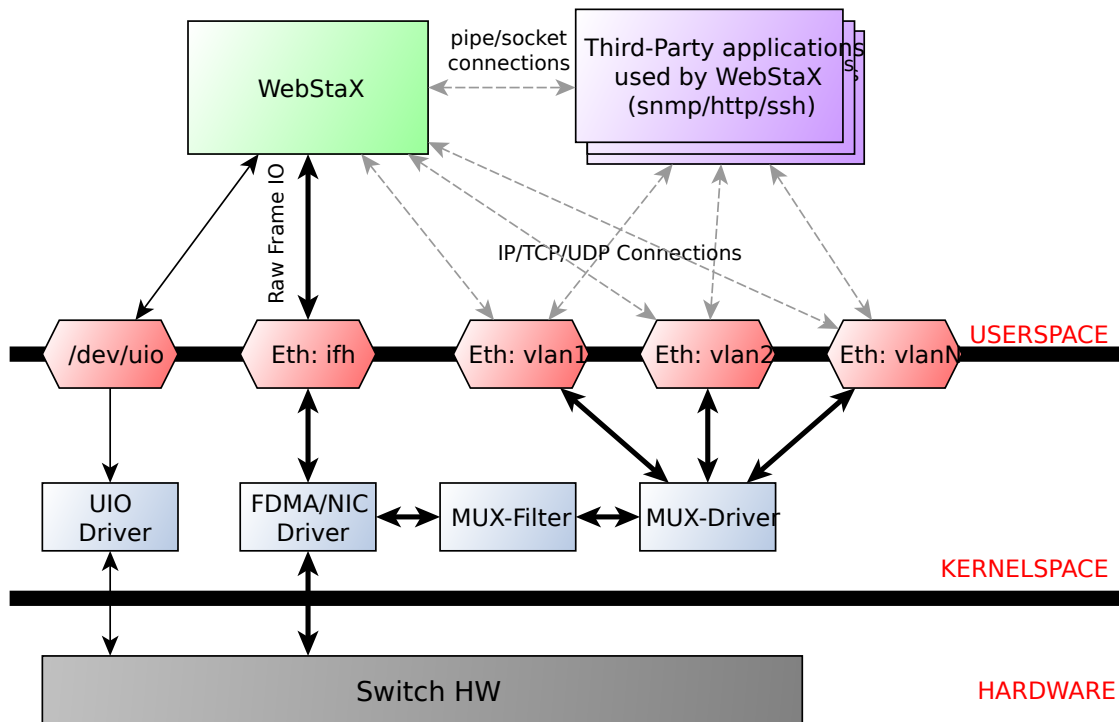 pipe/socket
connections
WebStaX
Third-Party applications
used by WebStaX
(snmp/http/ssh)
Raw Frame IO
IP/TCP/UDP Connections
USERSPACE
/dev/uio
Eth: ifh
Eth: vlan1
Eth: vlan2
Eth: vlanN
UIO
Driver
FDMA/NIC
Driver
MUX-Filter
MUX-Driver
KERNELSPACE
Switch HW
HARDWARE